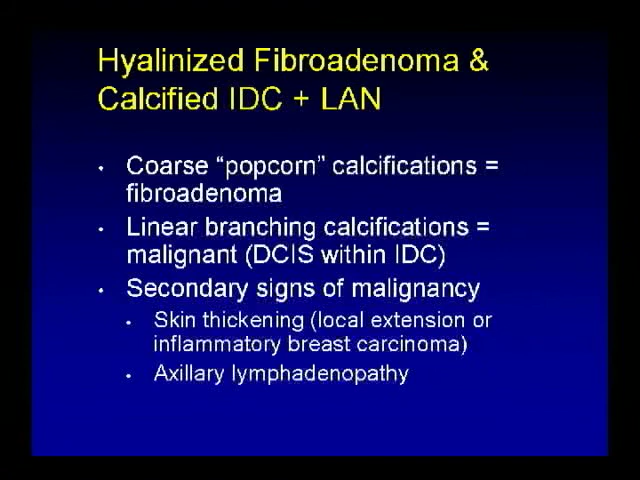 Hyalinized Fibroadenoma &
Calcified IDC + LAN
• Coarse “popcorn” calcifications =
fibroadenoma
• Linear branching calcifications =
malignant (DCIS within IDC)
• Secondary signs of malignancy
• Skin thickening (local extension or
inflammatory breast carcinoma)
• Axillary lymphadenopathy